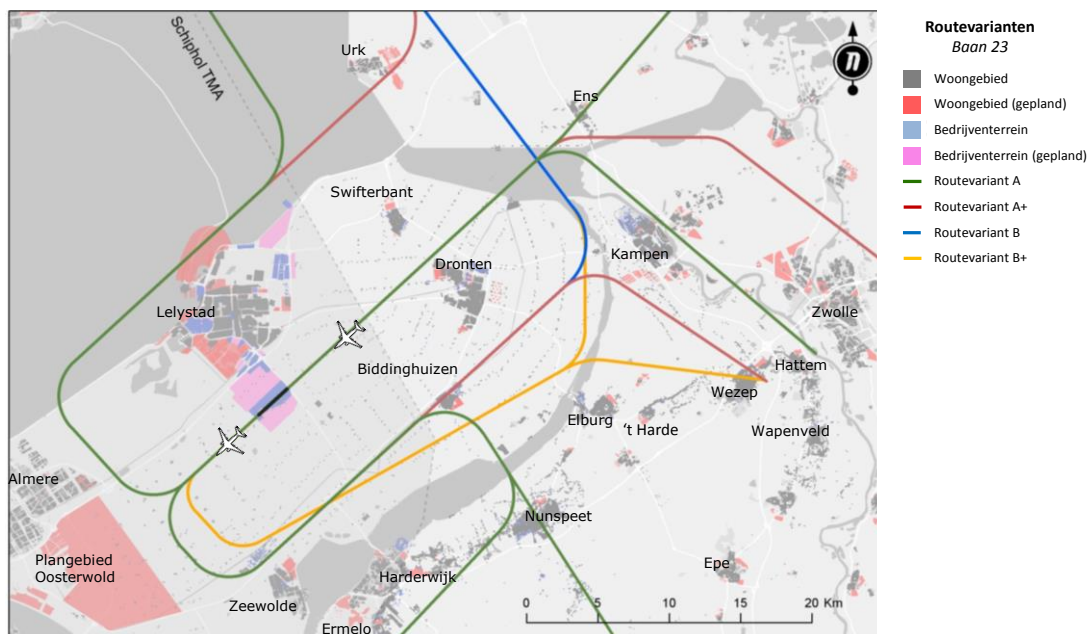 Routevarianten
Baan 23
Woongebied
Woongebied (gepland)
Bedrijventerrein
Bedrijventerrein (gepland)
Routevariant A
Routevariant A+
Routevariant B
Routevariant B+
n
Schiphol TMA
Urk
Ens
Swifterbant
Dronten
Kampen
Lelystad
Zwolle
Biddinghuizen
Hattem
Wezep
Elburg
't Harde
Wapenveld
Almere
Nunspeet
Plangebied
Oosterwold
Epe
Harderwijk
Zeewolde
Ermelo
0 5 10 15 20 Km